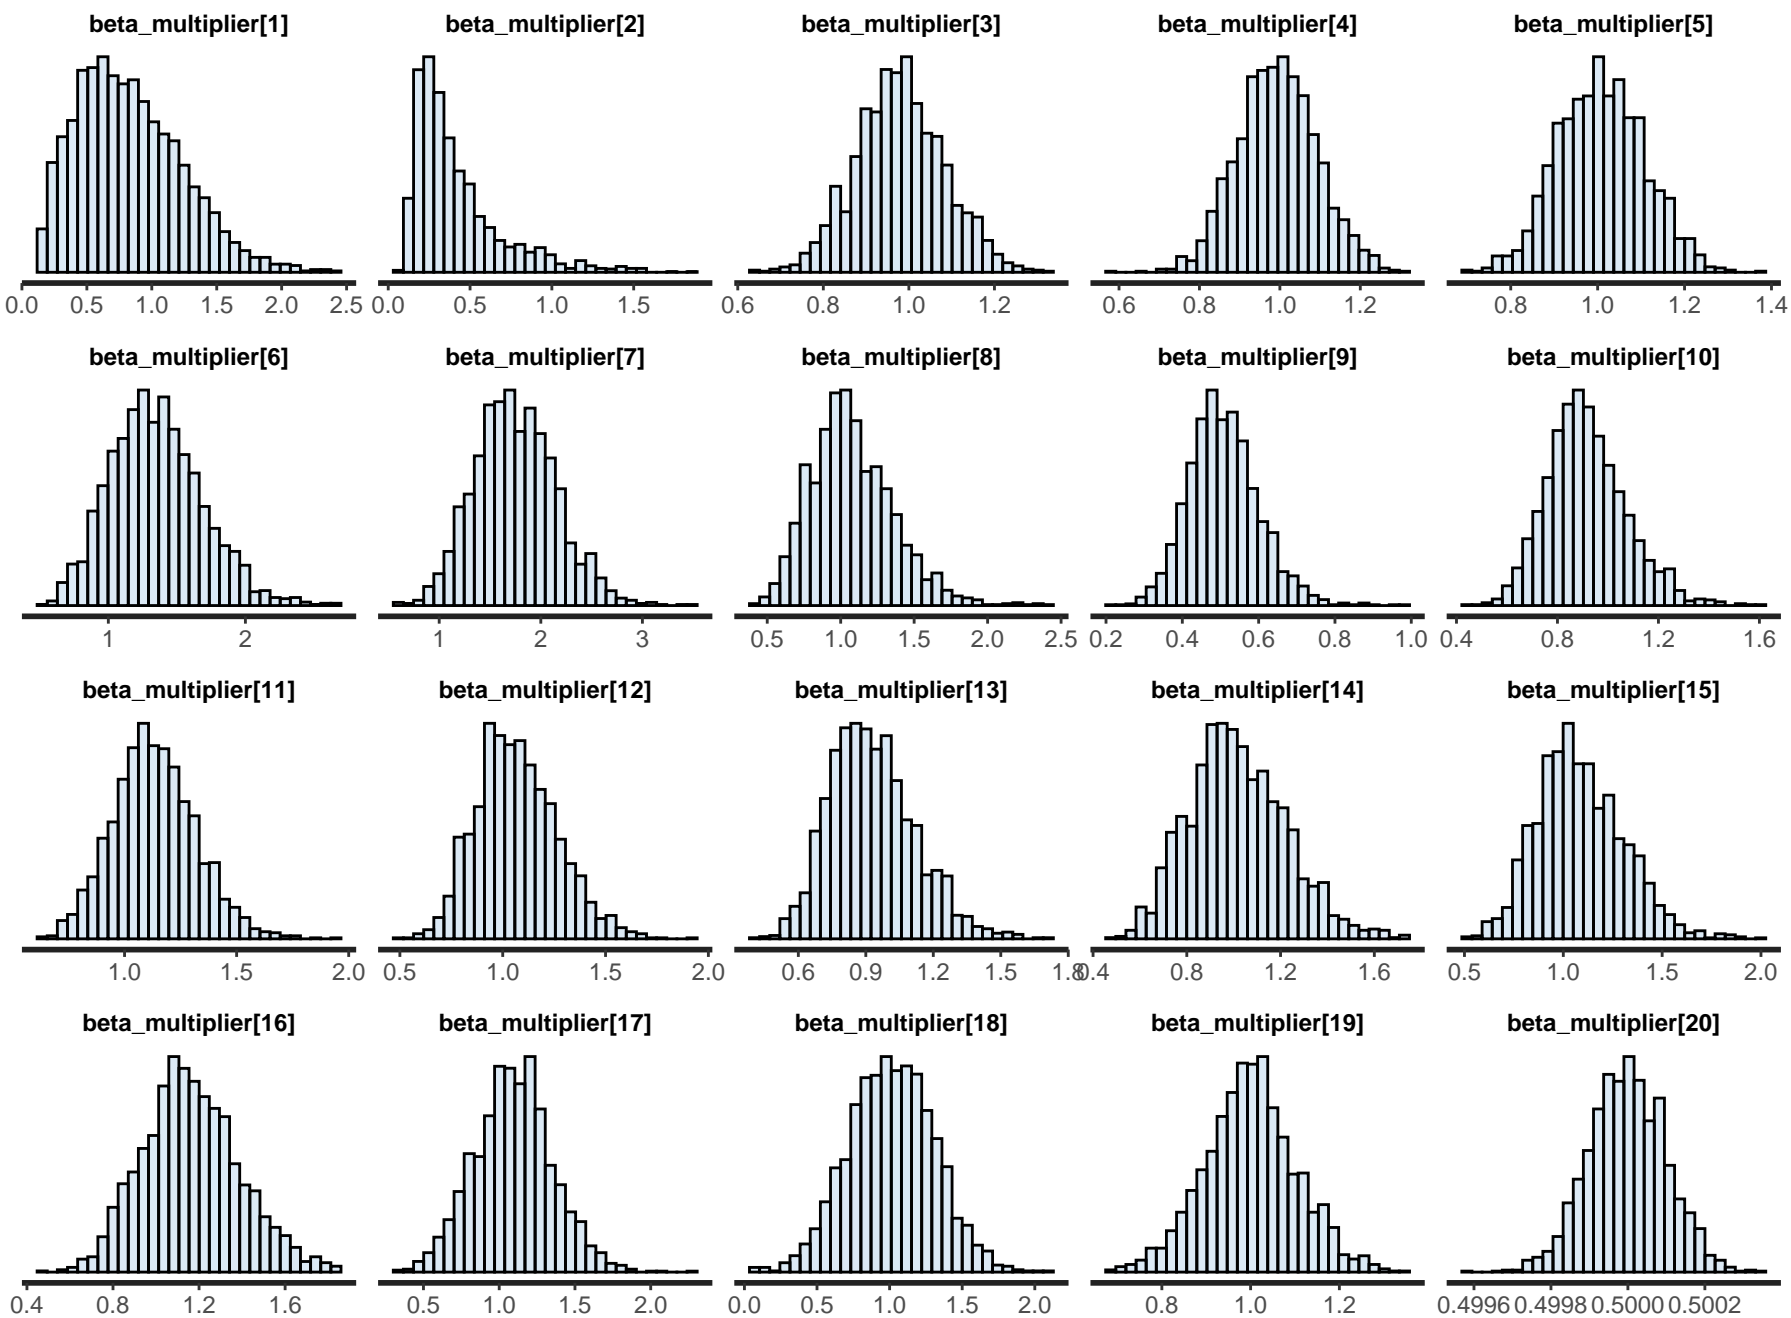 beta_multiplier[1] beta_multiplier[2] beta_multiplier[3] beta_multiplier[4] beta_multiplier[5]
0.0 0.5 1.0 1.5 2.0 2.5 0.0 0.5 1.0 1.5 0.6 0.8 1.0 1.2 0.6 0.8 1.0 1.2 0.8 1.0 1.2 1.4
beta_multiplier[6] beta_multiplier[7] beta_multiplier[8] beta_multiplier[9] beta_multiplier[10]
1 2 1 2 3 0.5 1.0 1.5 2.0 2.5 0.2 0.4 0.6 0.8 1.0 0.4 0.8 1.2 1.6
beta_multiplier[11] beta_multiplier[12] beta_multiplier[13] beta_multiplier[14] beta_multiplier[15]
1.0 1.5 2.0 0.5 1.0 1.5 2.0 0.6 0.9 1.2 1.5 1.8 0.4 0.8 1.2 1.6 0.5 1.0 1.5 2.0
beta_multiplier[16] beta_multiplier[17] beta_multiplier[18] beta_multiplier[19] beta_multiplier[20]
0.4 0.8 1.2 1.6 0.5 1.0 1.5 2.0 0.0 0.5 1.0 1.5 2.0 0.8 1.0 1.2 0.4996 0.4998 0.5000 0.5002